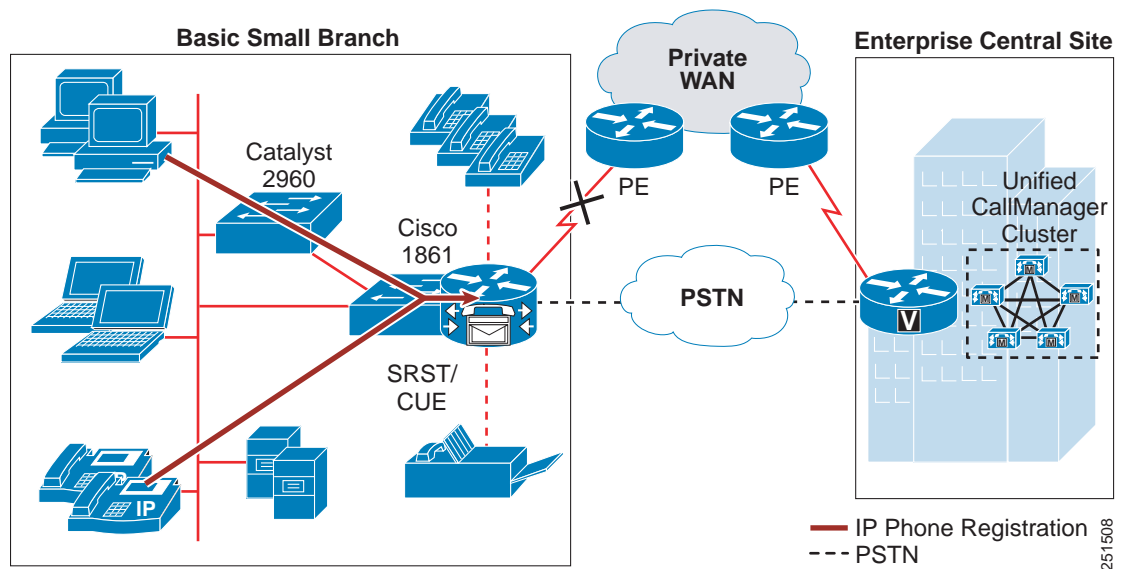 Basic Small Branch
Enterprise Central Site
Private
WAN
Catalyst
2960
PE
PE
Unified
CallManager
Cluster
Cisco
1861
PSTN
M
M
M
M
M
V
SRST/
CUE
IP
IP Phone Registration
PSTN
251508